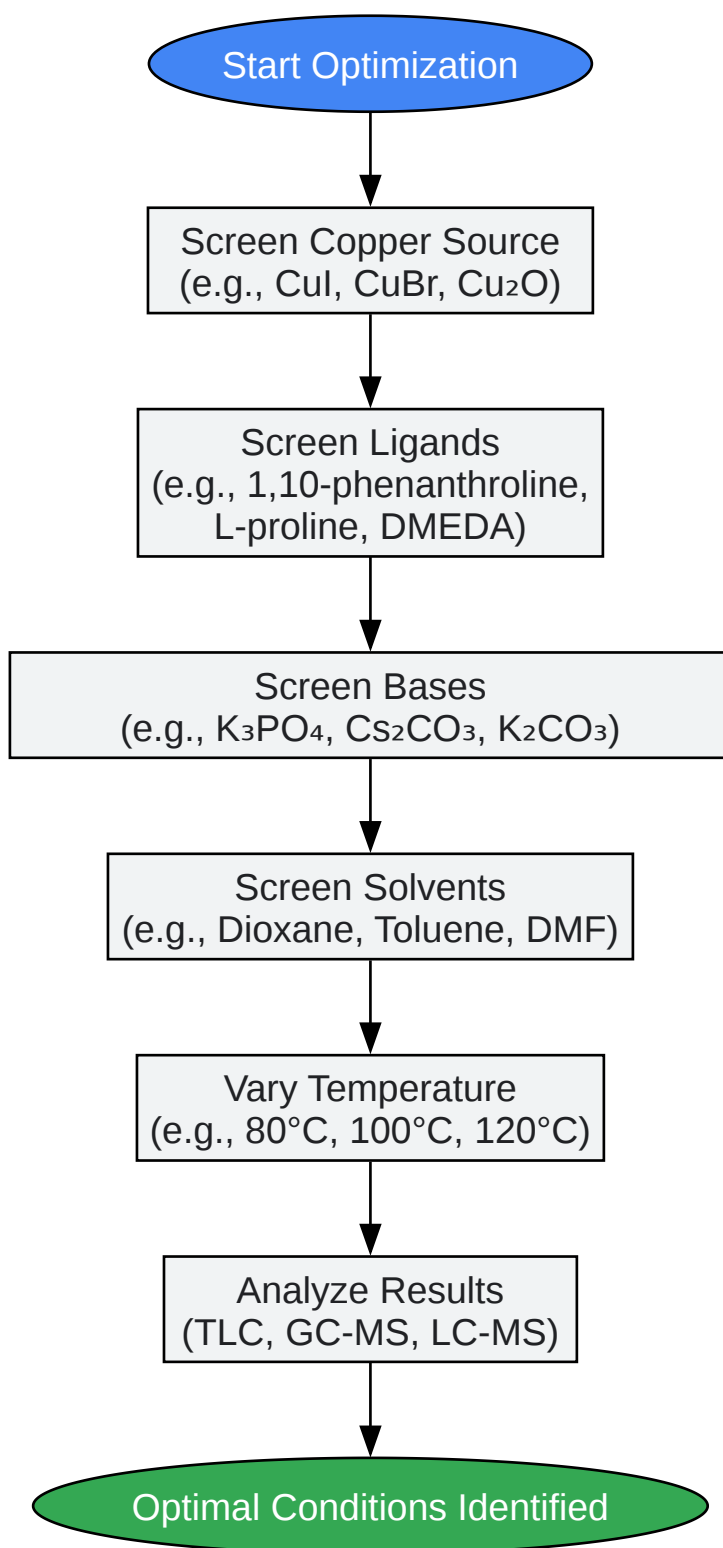 Start Optimization
Screen Copper Source
(e.g., CuI, CuBr, Cu₂O)
Screen Ligands
(e.g., 1,10-phenanthroline,
L-proline, DMEDA)
Screen Bases
(e.g., K₃PO₄, Cs₂CO₃, K₂CO₃)
Screen Solvents
(e.g., Dioxane, Toluene, DMF)
Vary Temperature
(e.g., 80°C, 100°C, 120°C)
Analyze Results
(TLC, GC-MS, LC-MS)
Optimal Conditions Identified